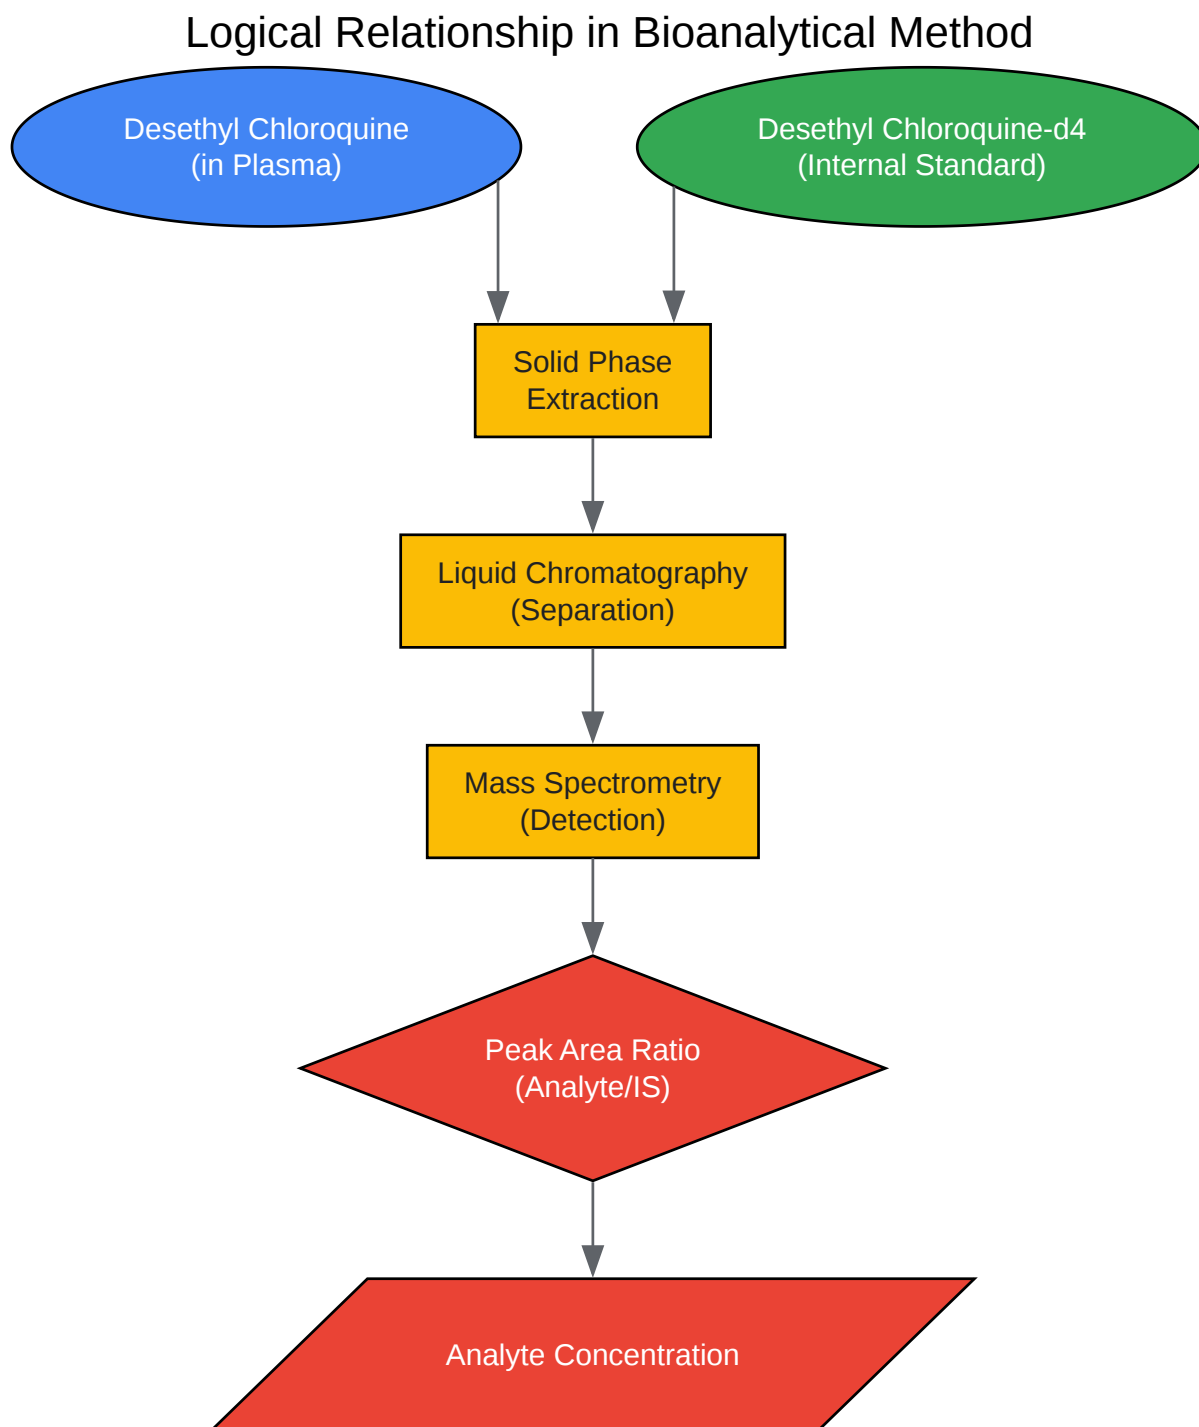 Logical Relationship in Bioanalytical Method
Desethyl Chloroquine
(in Plasma)
Desethyl Chloroquine-d4
(Internal Standard)
Solid Phase
Extraction
Liquid Chromatography
(Separation)
Mass Spectrometry
(Detection)
Peak Area Ratio
(Analyte/IS)
Analyte Concentration